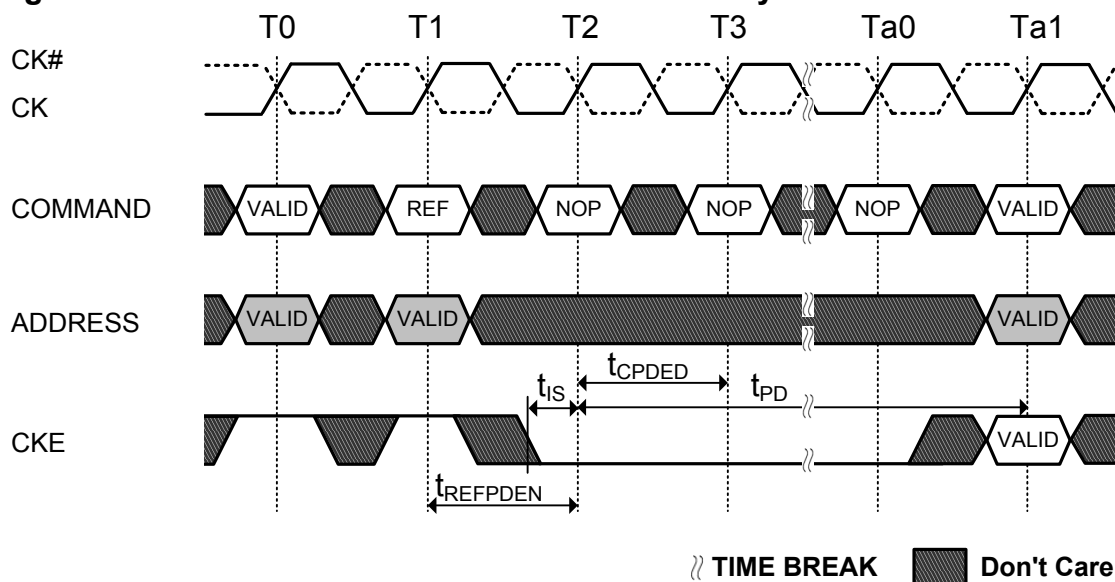 T0 T1 T2 T3 Ta0 Ta1
CK#
CK
COMMAND VALID REF NOP NOP NOP VALID
ADDRESS VALID VALID VALID
tIS tCPDED tPD
CKE VALID
tREFPDEN
TIME BREAK Don't Care